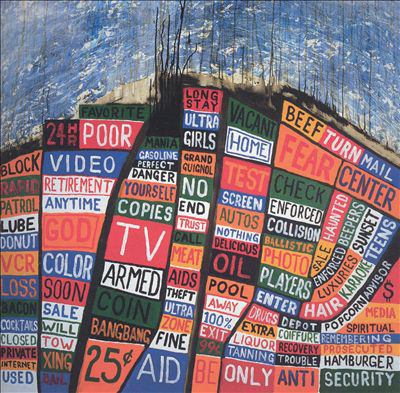 BLOCK
RAPID
PATROL
LUBE
DONUT
VCR
LOSS
BACON
COCKTAILS
CLOSED
PRIVATE
INTERNET
USED
24HR
VIDEO
RETIREMENT
ANYTIME
GOD
COLOR
SOON
SALE
WILL
TOW
XING
FAVORITE
POOR
MANIA
GASOLINE
PERFECT
DANGER
YOURSELF
COPIES
TV
ARMED
COIN
BANGBANG
25¢
LONG
STAY
ULTRA
GIRLS
GRAND
GUIGNOL
NO
END
TRUST
CALL
MEAT
AIDS
THEFT
ULTRA
ZONE
FINE
AID
VACANT
HOME
TEST
SCREEN
AUTOS
NOTHING
DELICIOUS
OIL
POOL
AWAY
100%
EXIT
99¢
BE
BEEF
FEAR
CHECK
ENFORCED
COLLISION
BALLISTIC
PHOTO
PLAYERS
ENTER
DRUGS
EXTRA
LIQUOR
TANNING
ONLY
TURN
MAIL
CENTER
HAUNTED
SALE
BEEPERS
ENFORCED
SUNSET
LUXURIES
KARAOKE
TEENS
HAIR
POPCORN
ADVISOR
$
DEPOT
COIFFURE
RECOVERY
TROUBLE
ANTI
MEDIA
SPIRITUAL
REMEMBERING
PROSECUTED
HAMBURGER
SECURITY